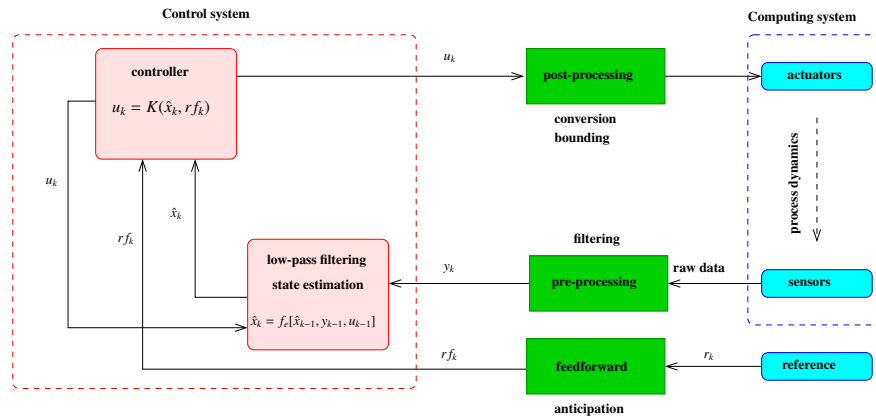 Control system
Computing system
controller
u_k = K(x̂_k, rf_k)
u_k
post-processing
actuators
conversion
bounding
process dynamics
u_k
rf_k
x̂_k
low-pass filtering
state estimation
x̂_k = f_e[x̂_{k-1}, y_{k-1}, u_{k-1}]
y_k
filtering
pre-processing
raw data
sensors
rf_k
feedforward
r_k
reference
anticipation